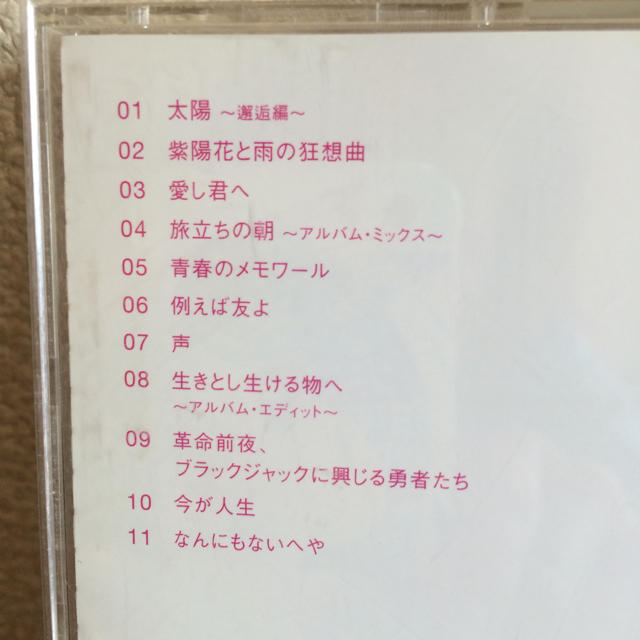 01 太陽 ～邂逅編～
02 紫陽花と雨の狂想曲
03 愛し君へ
04 旅立ちの朝 ～アルバム・ミックス～
05 青春のメモワール
06 例えば友よ
07 声
08 生きとし生ける物へ
～アルバム・エディット～
09 革命前夜、
ブラックジャックに興じる勇者たち
10 今が人生
11 なんにもないへや